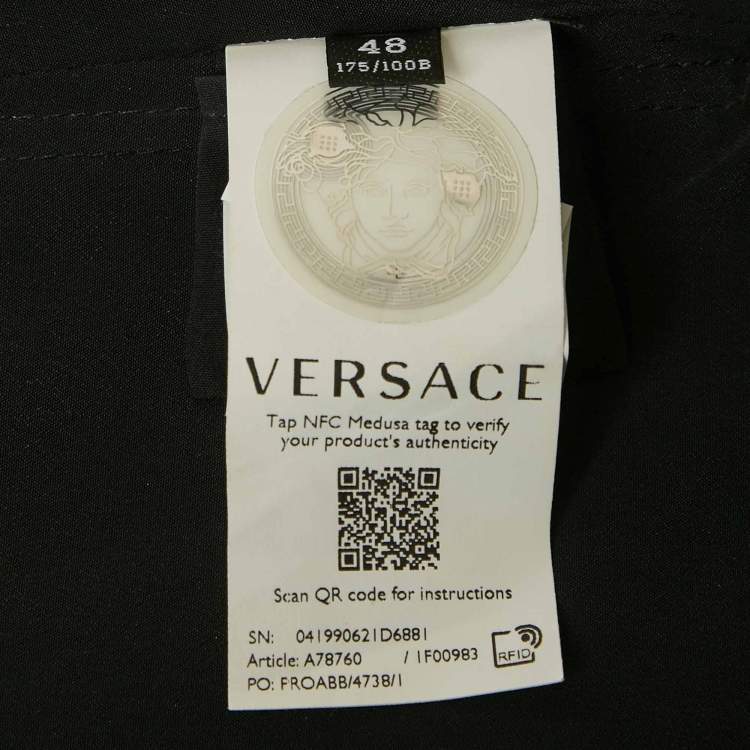 48
175/100B
VERSACE
Tap NFC Medusa tag to verify
your product's authenticity
Scan QR code for instructions
SN: 041990621D6881
Article: A78760 / 1F00983
PO: FROABB/4738/1
RFID